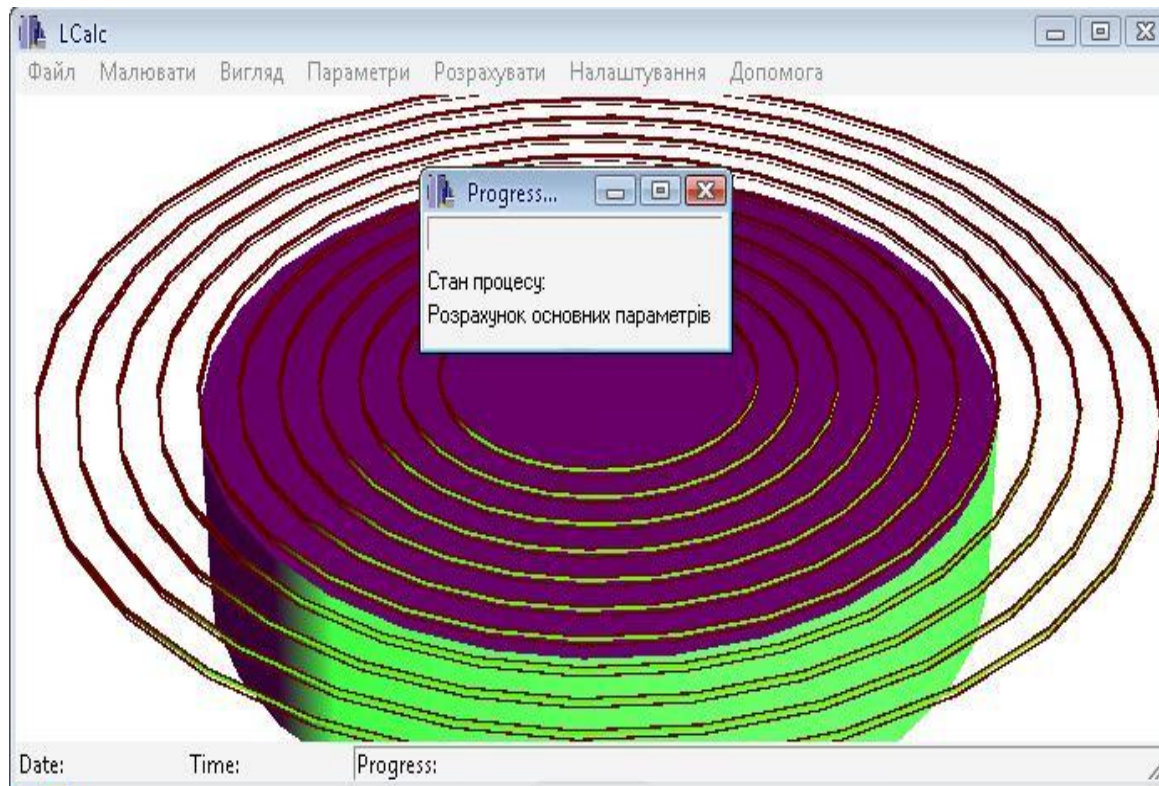 LCalc
Файл Малювати Вигляд Параметри Розрахувати Налаштування Допомога
Progress...
Стан процесу:
Розрахунок основних параметрів
Date: Time: Progress: